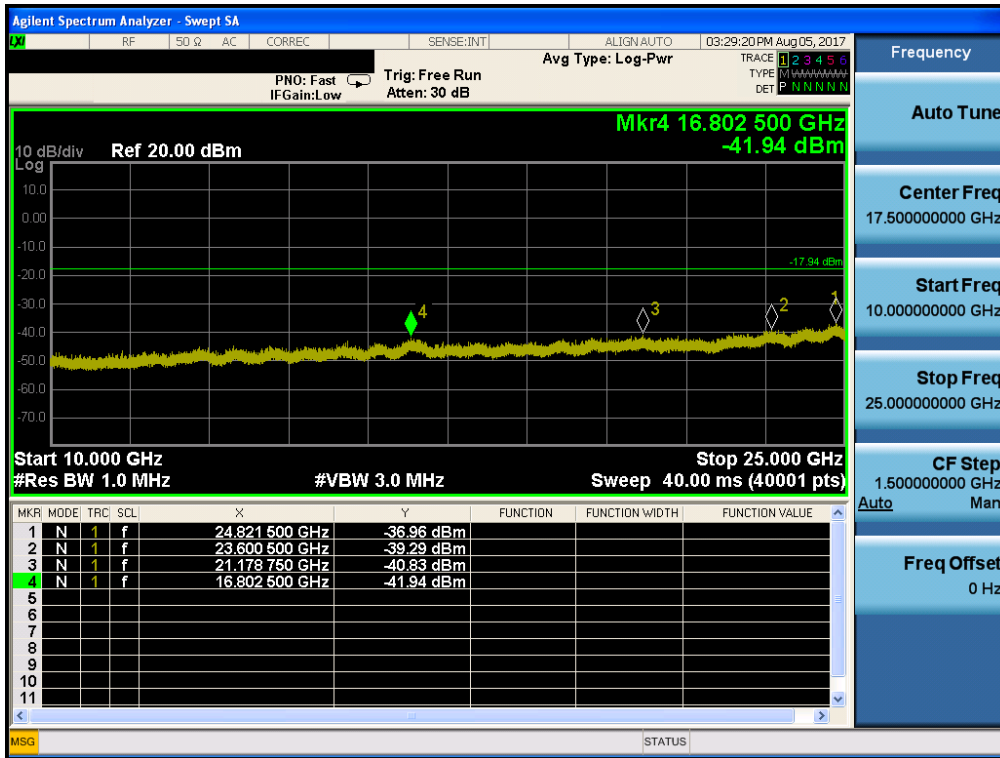 Agilent Spectrum Analyzer - Swept SA
LXI RF 50 Ω AC CORREC SENSE:INT ALIGN AUTO 03:29:20 PM Aug 05, 2017
Avg Type: Log-Pwr
TRACE 1 2 3 4 5 6
PNO: Fast
Trig: Free Run
TYPE M
IFGain:Low
Atten: 30 dB
DET P N N N N N
Mkr4 16.802 500 GHz
-41.94 dBm
10 dB/div Ref 20.00 dBm
Log
10.0
0.00
-10.0
-17.94 dBm
-20.0
-30.0
4
3
2
1
-40.0
-50.0
-60.0
-70.0
Start 10.000 GHz Stop 25.000 GHz
#Res BW 1.0 MHz #VBW 3.0 MHz Sweep 40.00 ms (40001 pts)
MKR MODE TRC SCL X Y FUNCTION FUNCTION WIDTH FUNCTION VALUE
1 N 1 f 24.821 500 GHz -36.96 dBm
2 N 1 f 23.600 500 GHz -39.29 dBm
3 N 1 f 21.178 750 GHz -40.83 dBm
4 N 1 f 16.802 500 GHz -41.94 dBm
5
6
7
8
9
10
11
MSG STATUS
Frequency
Auto Tune
Center Freq
17.500000000 GHz
Start Freq
10.000000000 GHz
Stop Freq
25.000000000 GHz
CF Step
1.500000000 GHz
Auto Man
Freq Offset
0 Hz